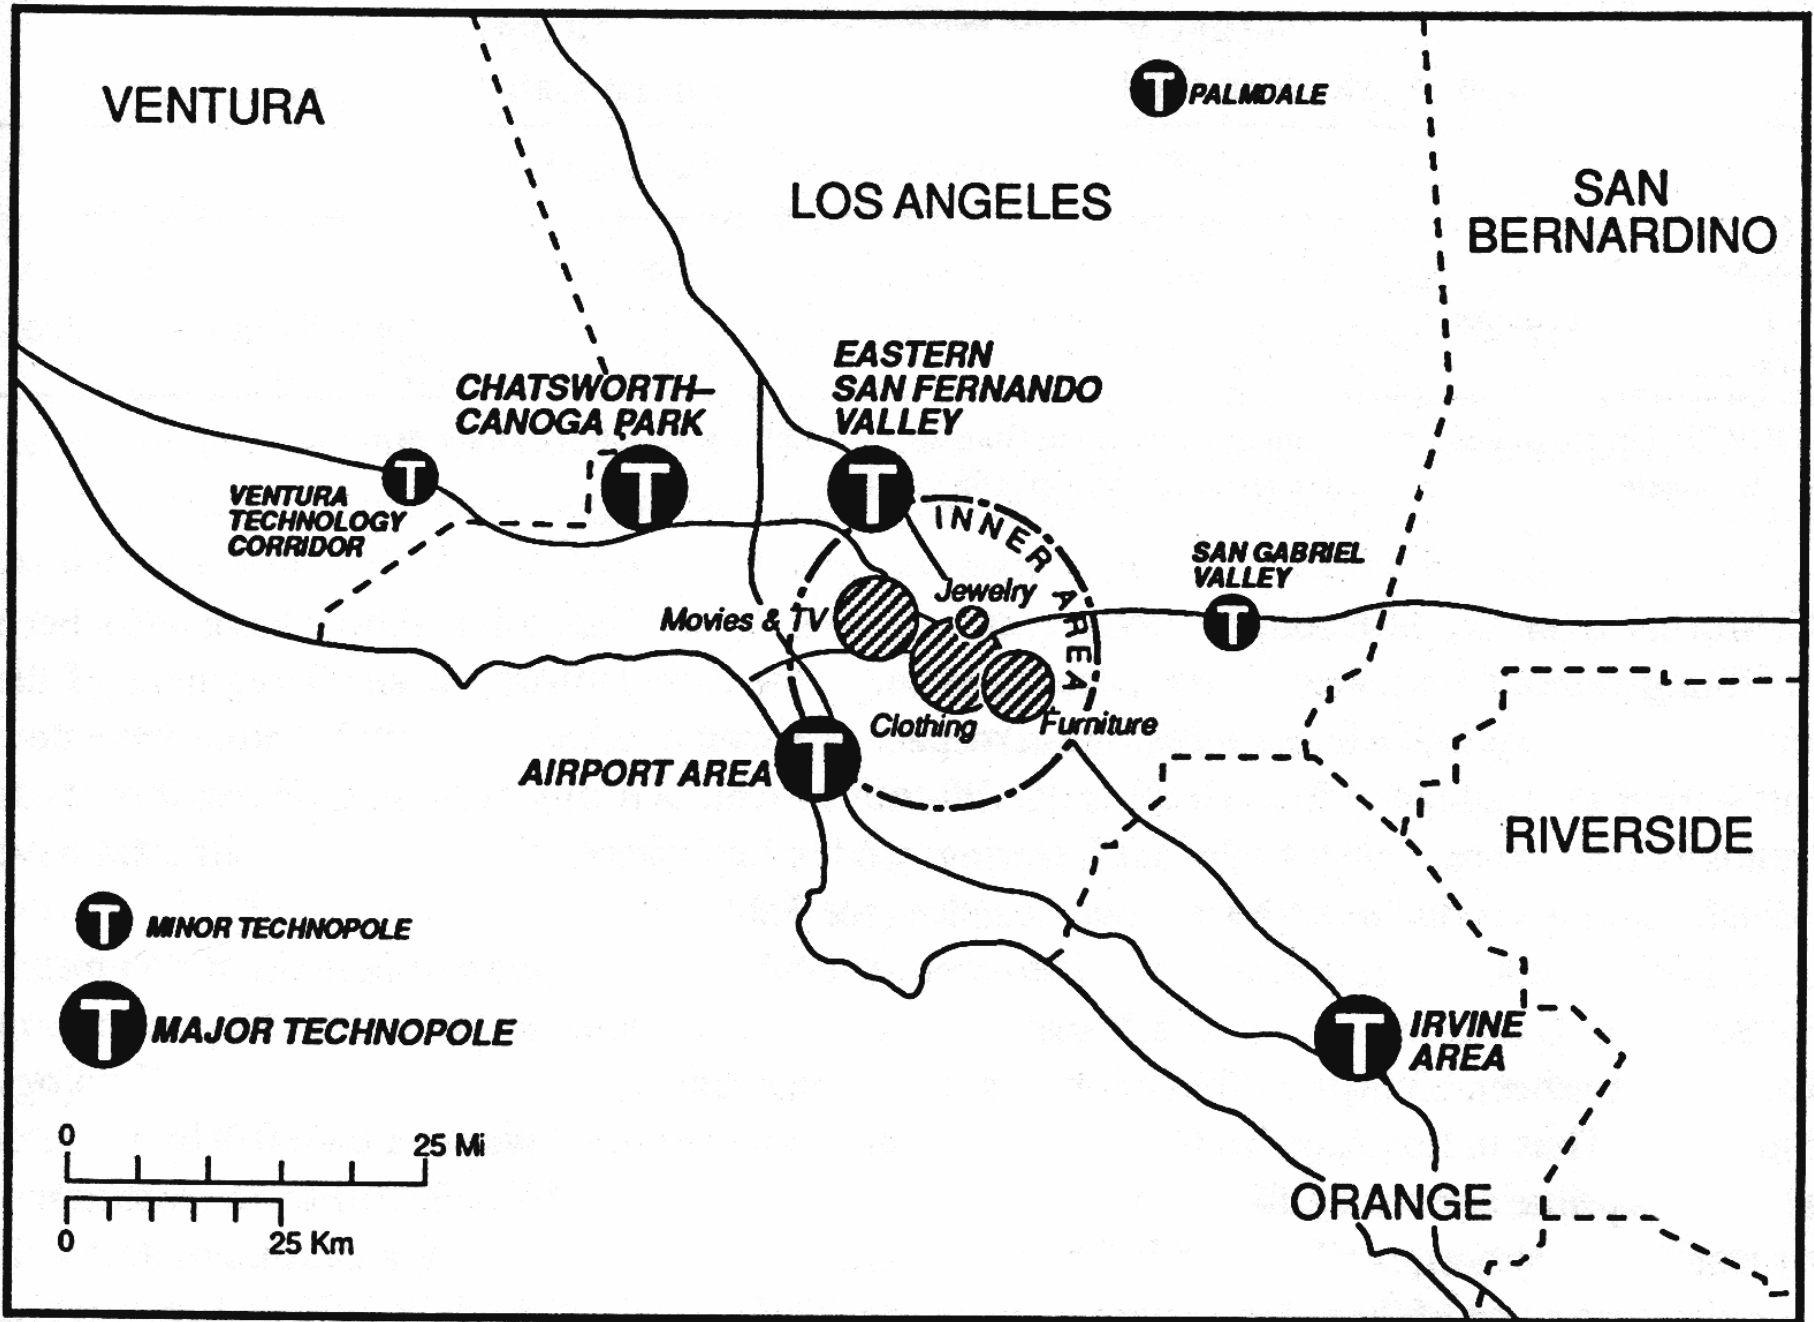 VENTURA
T PALMDALE
LOS ANGELES
SAN
BERNARDINO
EASTERN
SAN FERNANDO
VALLEY
CHATSWORTH–
CANOGA PARK
T
T
T
VENTURA
TECHNOLOGY
CORRIDOR
INNER AREA
SAN GABRIEL
VALLEY
T
Jewelry
Movies & TV
Clothing
Furniture
AIRPORT AREA
T
RIVERSIDE
T MINOR TECHNOPOLE
T MAJOR TECHNOPOLE
T
IRVINE
AREA
0 25 Mi
0 25 Km
ORANGE